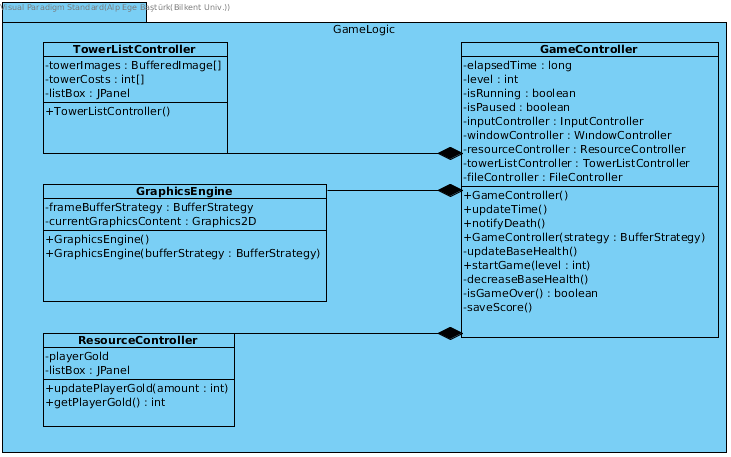 Visual Paradigm Standard(Alp Ege Baştürk(Bilkent Univ.))
GameLogic
TowerListController
-towerImages : BufferedImage[]
-towerCosts : int[]
-listBox : JPanel
+TowerListController()
GameController
-elapsedTime : long
-level : int
-isRunning : boolean
-isPaused : boolean
-inputController : InputController
-windowController : WindowController
-resourceController : ResourceController
-towerListController : TowerListController
-fileController : FileController
+GameController()
+updateTime()
+notifyDeath()
+GameController(strategy : BufferStrategy)
-updateBaseHealth()
+startGame(level : int)
-decreaseBaseHealth()
-isGameOver() : boolean
-saveScore()
GraphicsEngine
-frameBufferStrategy : BufferStrategy
-currentGraphicsContent : Graphics2D
+GraphicsEngine()
+GraphicsEngine(bufferStrategy : BufferStrategy)
ResourceController
-playerGold
-listBox : JPanel
+updatePlayerGold(amount : int)
+getPlayerGold() : int